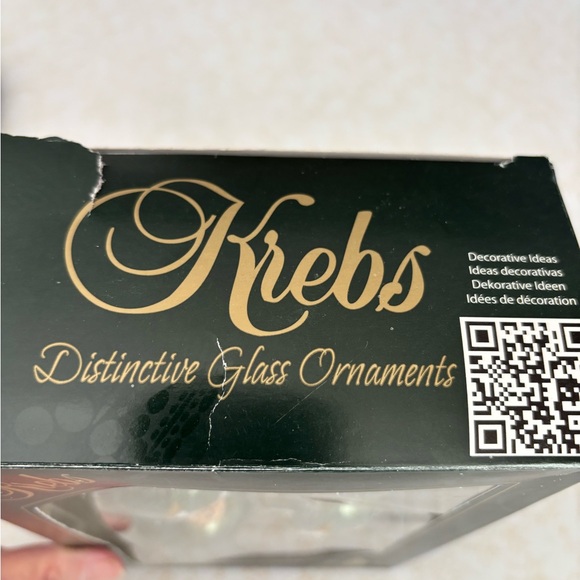 Krebs
Distinctive Glass Ornaments
Decorative Ideas
Ideas decorativas
Dekorative Ideen
Idées de décoration